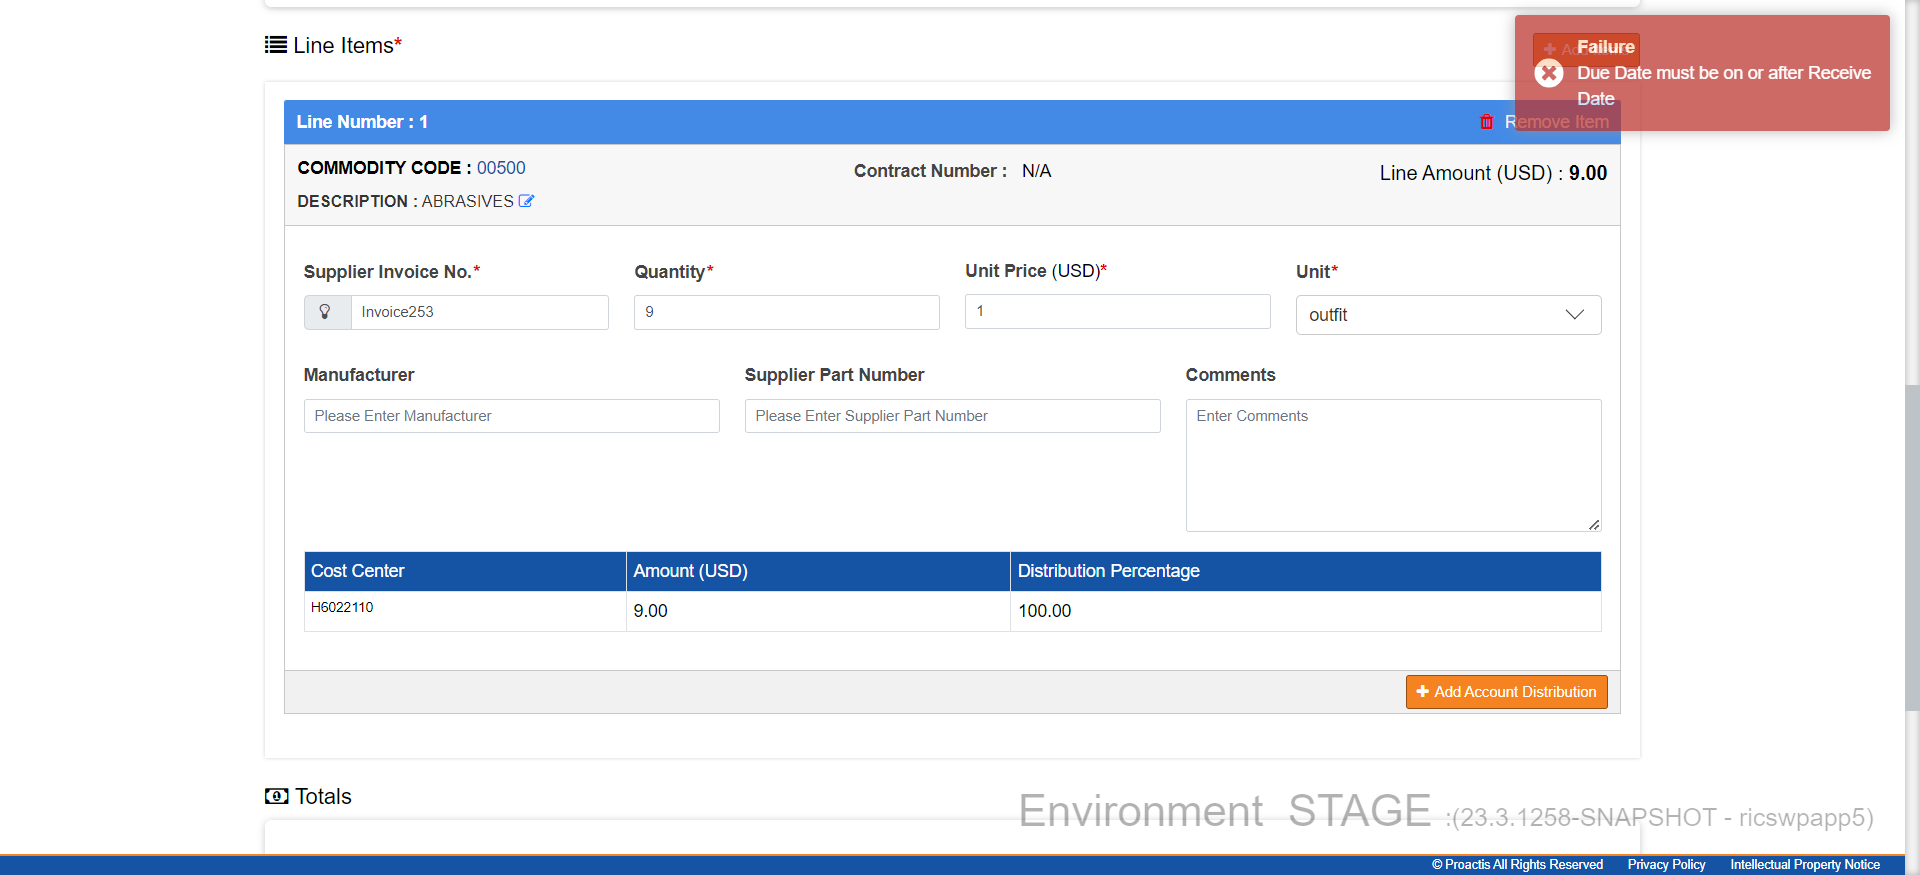 Line Items*
Failure
Due Date must be on or after Receive
Date
Line Number : 1
Remove Item
COMMODITY CODE : 00500
Contract Number : N/A
Line Amount (USD) : 9.00
DESCRIPTION : ABRASIVES
Supplier Invoice No.*
Quantity*
Unit Price (USD)*
Unit*
Invoice253
9
1
outfit
Manufacturer
Supplier Part Number
Comments
Please Enter Manufacturer
Please Enter Supplier Part Number
Enter Comments
Cost Center
Amount (USD)
Distribution Percentage
H6022110
9.00
100.00
Add Account Distribution
Totals
Environment STAGE :(23.3.1258-SNAPSHOT - ricswpapp5)
© Proactis All Rights Reserved
Privacy Policy
Intellectual Property Notice